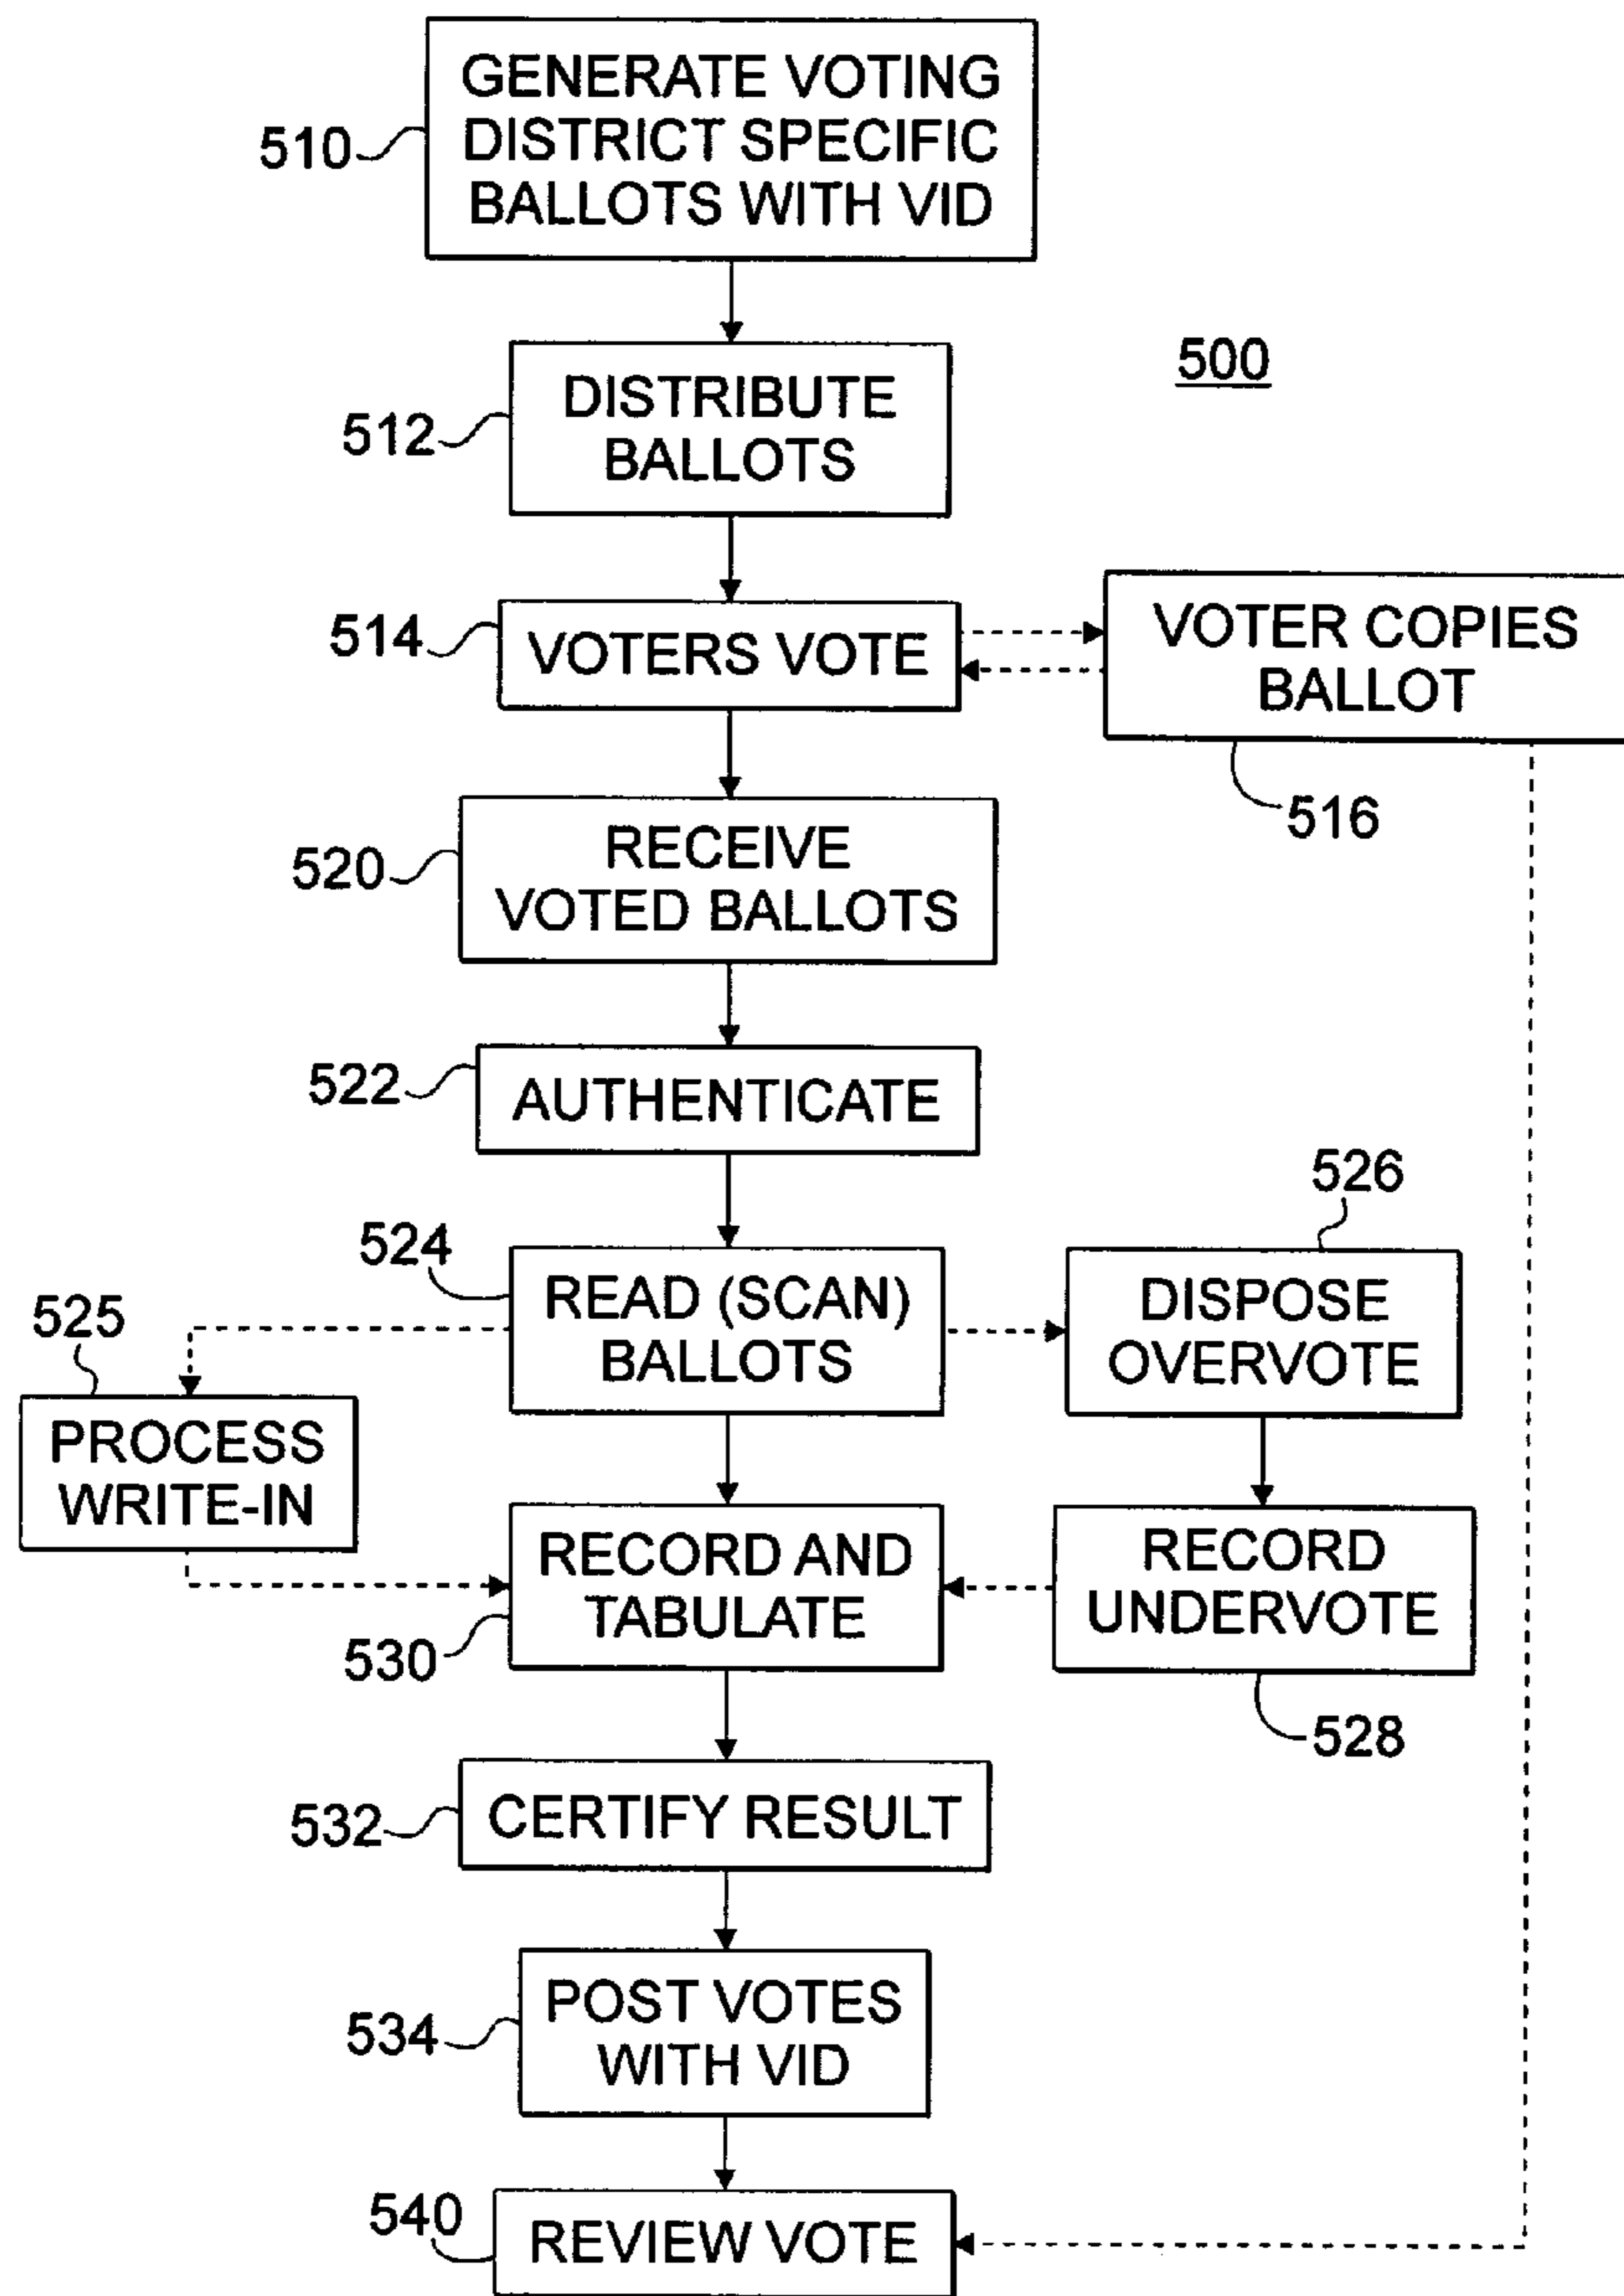 GENERATE VOTING
DISTRICT SPECIFIC
BALLOTS WITH VID
510
500
DISTRIBUTE
BALLOTS
512
VOTERS VOTE
514
VOTER COPIES
BALLOT
516
RECEIVE
VOTED BALLOTS
520
AUTHENTICATE
522
526
524
READ (SCAN)
BALLOTS
DISPOSE
OVERVOTE
525
PROCESS
WRITE-IN
RECORD AND
TABULATE
530
RECORD
UNDERVOTE
528
CERTIFY RESULT
532
POST VOTES
WITH VID
534
540
REVIEW VOTE